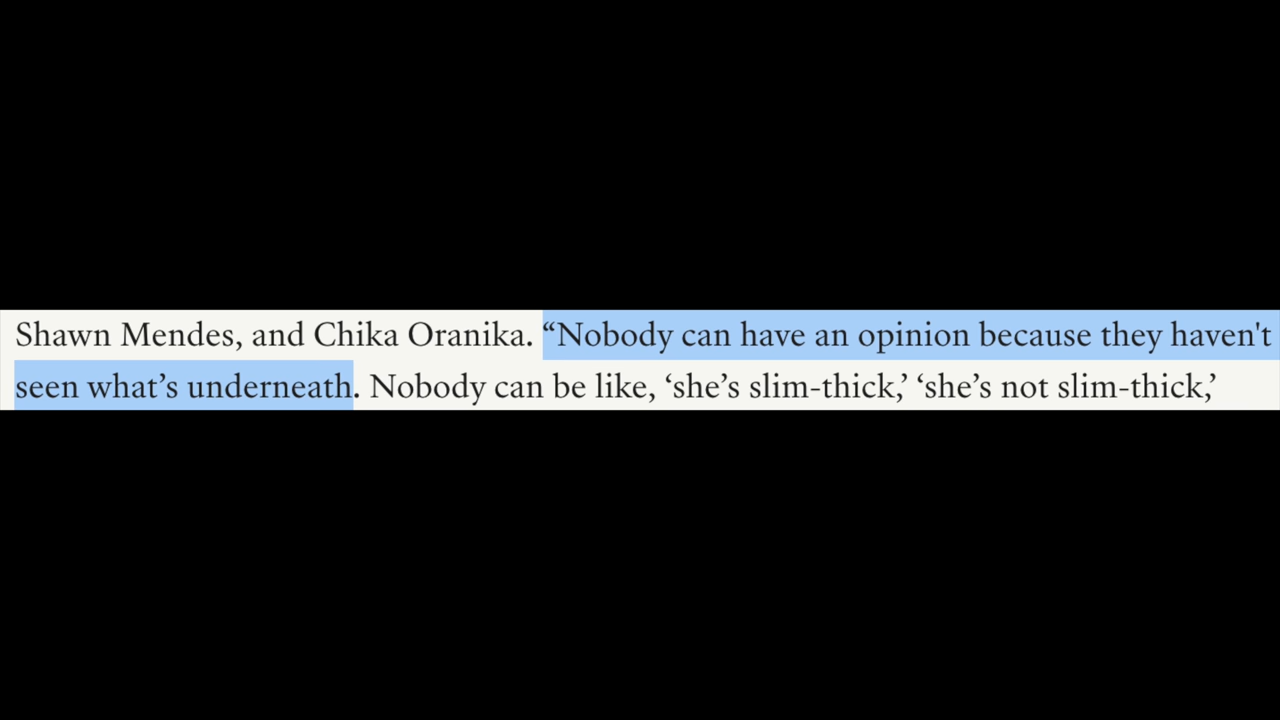 Shawn Mendes, and Chika Oranika. “Nobody can have an opinion because they haven't
seen what’s underneath. Nobody can be like, ‘she’s slim-thick,’ ‘she’s not slim-thick,’